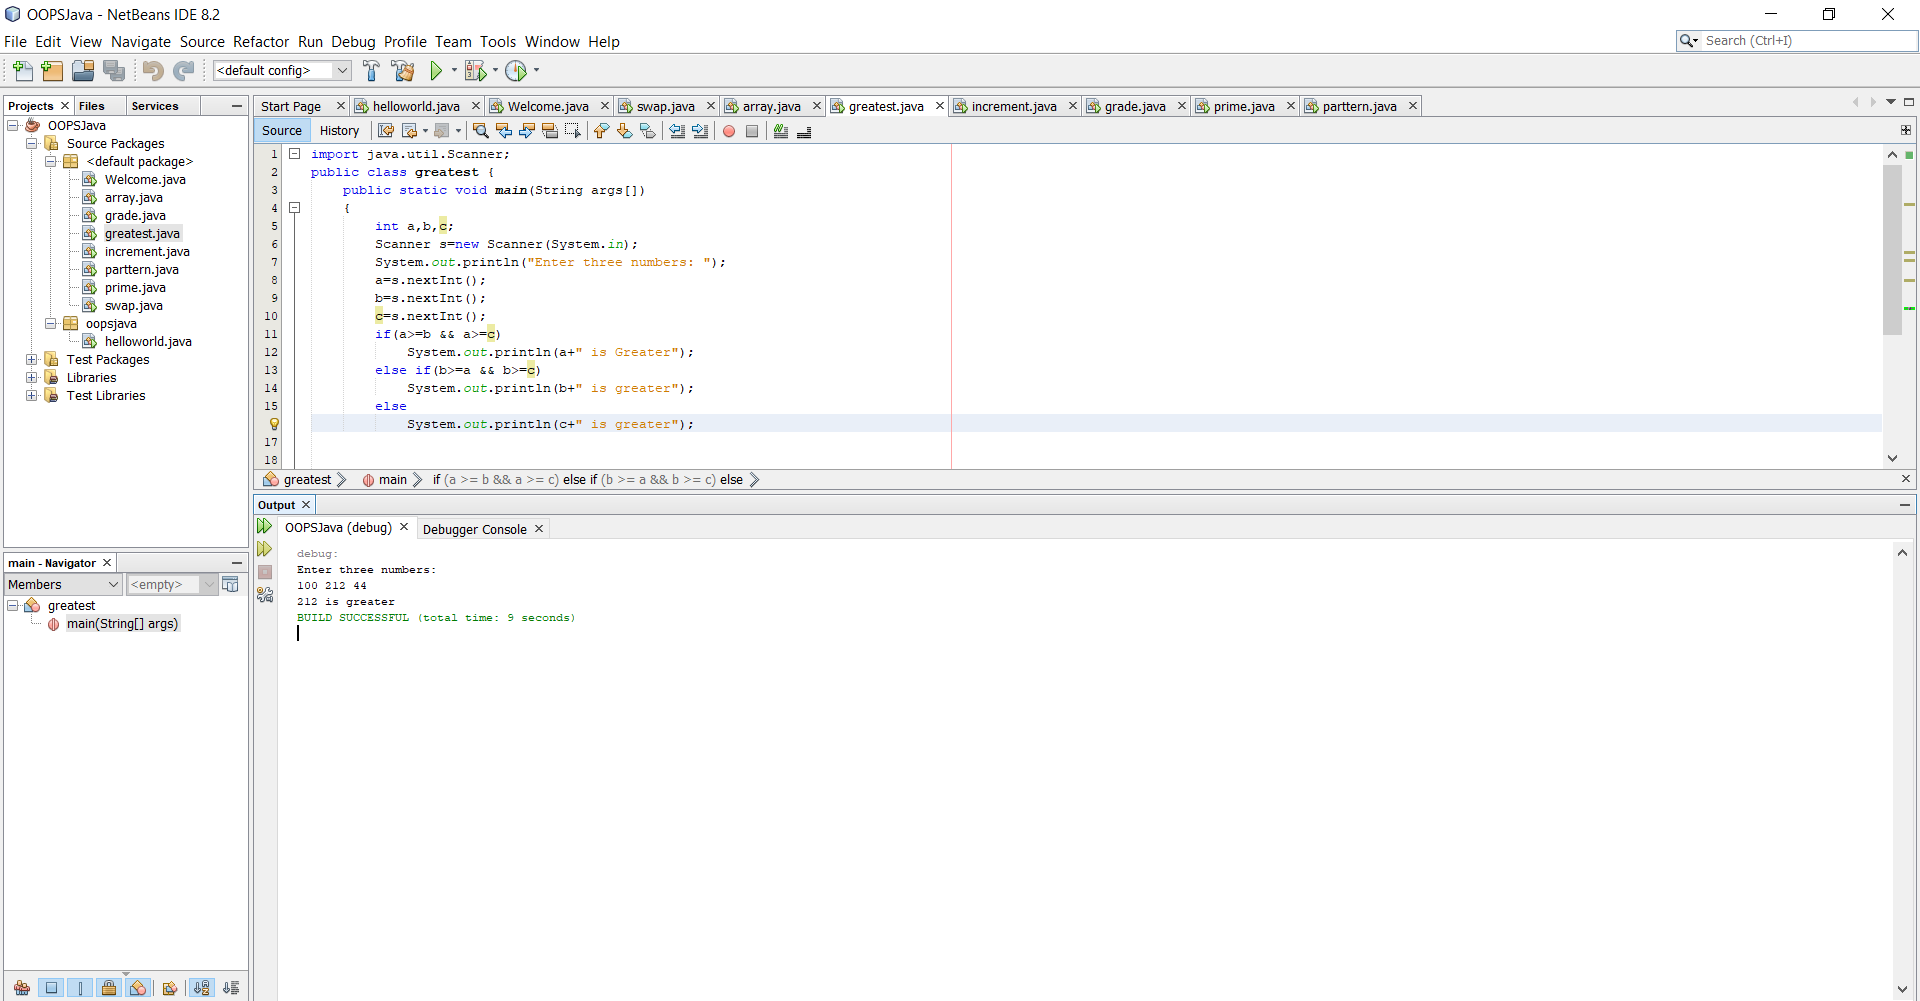 OOPSJava - NetBeans IDE 8.2
File Edit View Navigate Source Refactor Run Debug Profile Team Tools Window Help
Search (Ctrl+I)
<default config>
Projects Files Services
OOPSJava
Source Packages
<default package>
Welcome.java
array.java
grade.java
greatest.java
increment.java
parttern.java
prime.java
swap.java
oopsjava
helloworld.java
Test Packages
Libraries
Test Libraries
main - Navigator
Members <empty>
greatest
main(String[] args)
Start Page helloworld.java Welcome.java swap.java array.java greatest.java increment.java grade.java prime.java parttern.java
Source History
1 import java.util.Scanner;
2 public class greatest {
3 public static void main(String args[])
4 {
5 int a,b,c;
6 Scanner s=new Scanner(System.in);
7 System.out.println("Enter three numbers: ");
8 a=s.nextInt();
9 b=s.nextInt();
10 c=s.nextInt();
11 if(a>=b && a>=c)
12 System.out.println(a+" is Greater");
13 else if(b>=a && b>=c)
14 System.out.println(b+" is greater");
15 else
System.out.println(c+" is greater");
17
18
greatest main if (a >= b && a >= c) else if (b >= a && b >= c) else
Output
OOPSJava (debug) Debugger Console
debug:
Enter three numbers:
100 212 44
212 is greater
BUILD SUCCESSFUL (total time: 9 seconds)